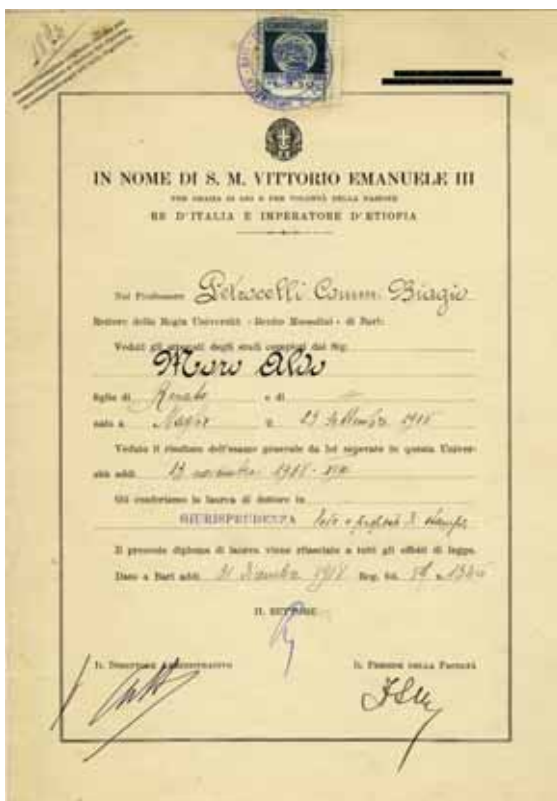 IN NOME DI S. M. VITTORIO EMANUELE III
PER GRAZIA DI DIO E PER VOLONTÀ DELLA NAZIONE
RE D'ITALIA E IMPERATORE D'ETIOPIA
Noi Professore Petrocelli Comm. Biagio
Rettore della Regia Università «Benito Mussolini» di Bari:
Veduti gli attestati degli studi compiuti dal Sig.
Moro Aldo
figlio di Renato e di
nato a il 23 Settembre 1916
Veduto il risultato dell'esame generale da lui superato in questa Univer-
sità addì 13 novembre
Gli conferiamo la laurea di dottore in
GIURISPRUDENZA
Il presente diploma di laurea viene rilasciato a tutti gli effetti di legge.
Dato a Bari addì 31 dicembre Reg. fol.
IL RETTORE
IL DIRETTORE AMMINISTRATIVO IL PRESIDE DELLA FACOLTÀ